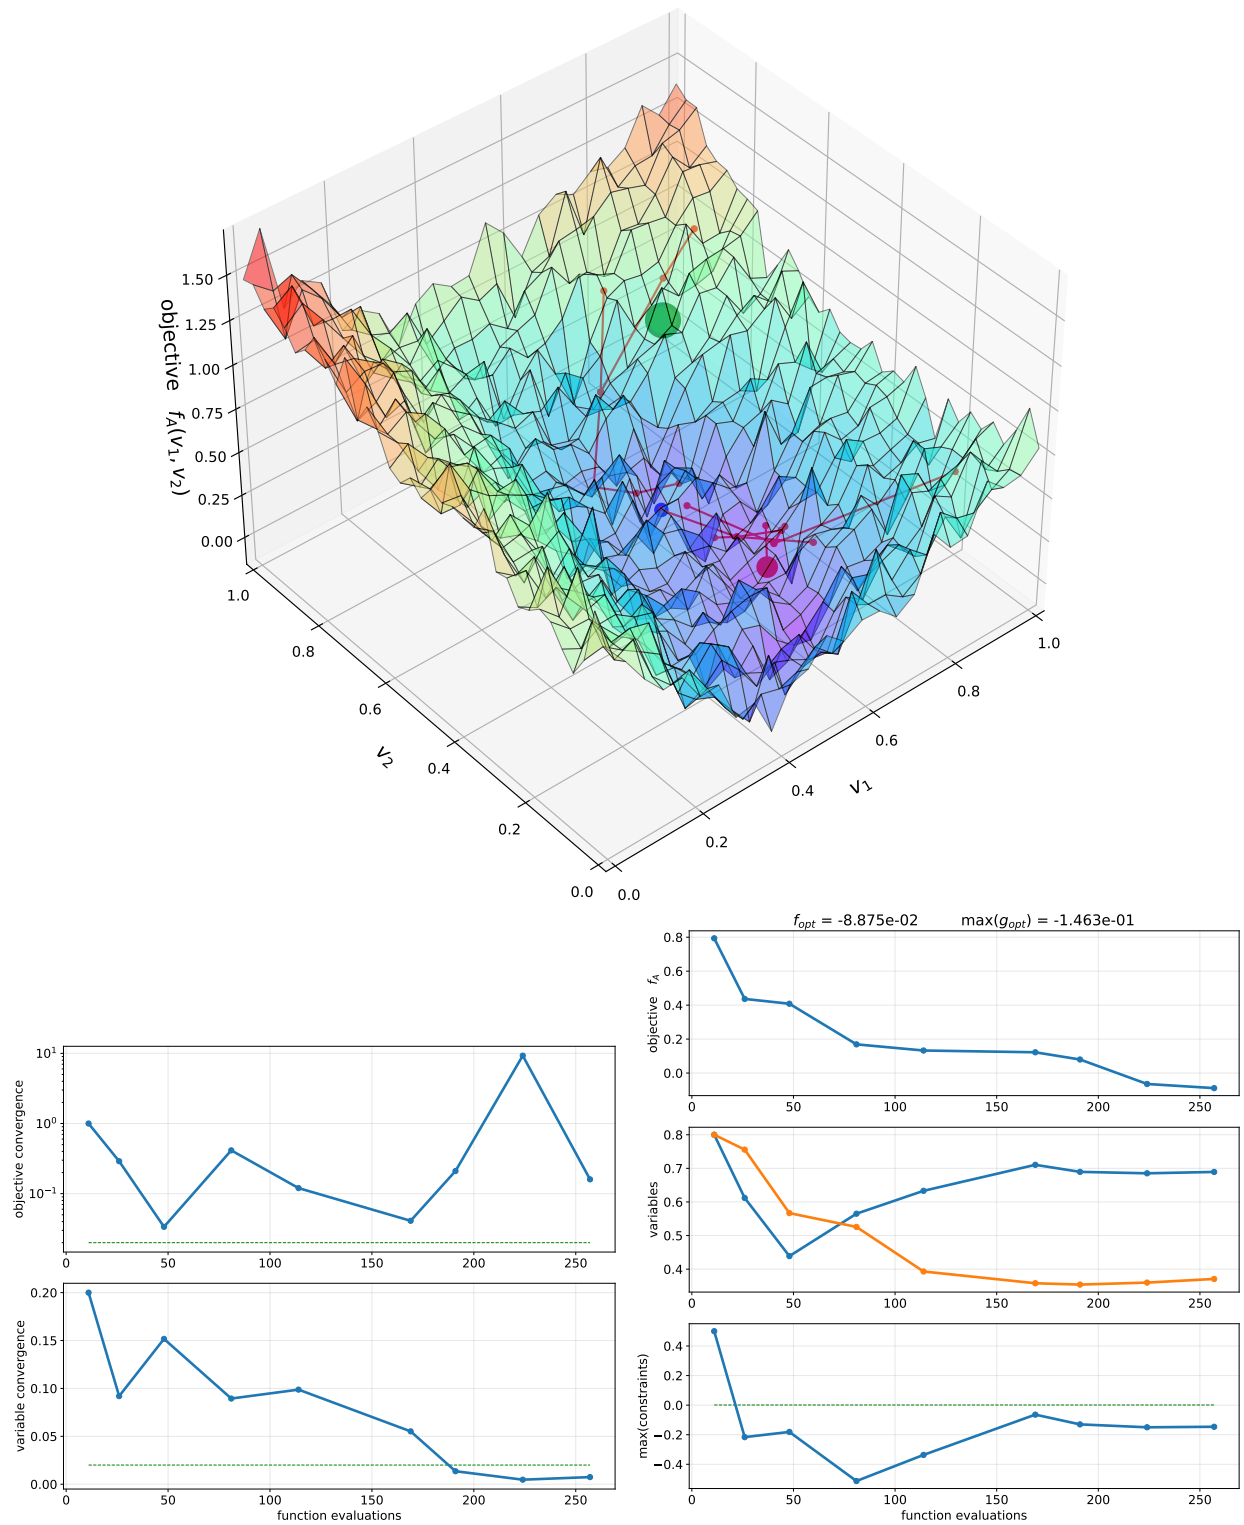 1.50
1.25
1.00
0.75
0.50
0.25
0.00
objective f_A(v_1, v_2)
1.0
0.8
0.6
0.4
0.2
0.0
v_2
0.0
0.2
0.4
0.6
0.8
1.0
v_1
f_opt = -8.875e-02 max(g_opt) = -1.463e-01
0.8
0.6
0.4
0.2
0.0
objective f_A
0 50 100 150 200 250
10^1
10^0
10^−1
objective convergence
0 50 100 150 200 250
0.8
0.7
0.6
0.5
0.4
variables
0 50 100 150 200 250
0.20
0.15
0.10
0.05
0.00
variable convergence
0 50 100 150 200 250
function evaluations
0.4
0.2
0.0
−0.2
−0.4
max(constraints)
0 50 100 150 200 250
function evaluations